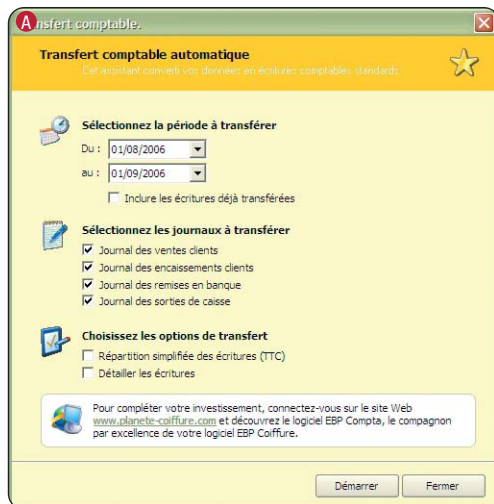 A
nsfert comptable.
Transfert comptable automatique
Cet assistant converti vos données en écritures comptables standards
Sélectionnez la période à transférer
Du : 01/08/2006
au : 01/09/2006
Inclure les écritures déjà transférées
Sélectionnez les journaux à transférer
Journal des ventes clients
Journal des encaissements clients
Journal des remises en banque
Journal des sorties de caisse
Choisissez les options de transfert
Répartition simplifiée des écritures (TTC)
Détailler les écritures
Pour compléter votre investissement, connectez-vous sur le site Web
www.planete-coiffure.com et découvrez le logiciel EBP Compta, le compagnon
par excellence de votre logiciel EBP Coiffure.
Démarrer Fermer